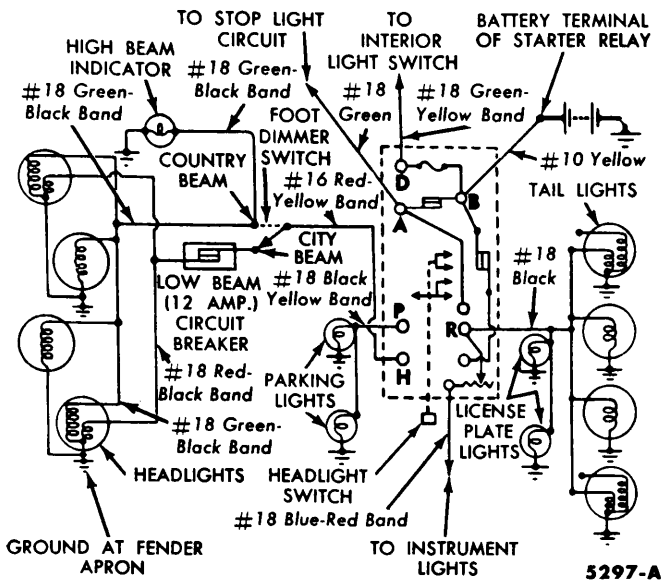 TO STOP LIGHT
CIRCUIT
TO
INTERIOR
LIGHT SWITCH
BATTERY TERMINAL
OF STARTER RELAY
HIGH BEAM
INDICATOR
#18 Green-
Black Band
#18 Green-
Black Band
FOOT
DIMMER
SWITCH
#18
Green
#18 Green-
Yellow Band
#10 Yellow
COUNTRY
BEAM
#16 Red-
Yellow Band
D
A
B
TAIL LIGHTS
CITY
BEAM
#18
Black
LOW BEAM
(12 AMP.)
CIRCUIT
BREAKER
#18 Black
Yellow Band
P
R
H
#18 Red-
Black Band
PARKING
LIGHTS
#18 Green-
Black Band
LICENSE
PLATE
LIGHTS
HEADLIGHTS
HEADLIGHT
SWITCH
#18 Blue-Red Band
GROUND AT FENDER
APRON
TO INSTRUMENT
LIGHTS
5297-A